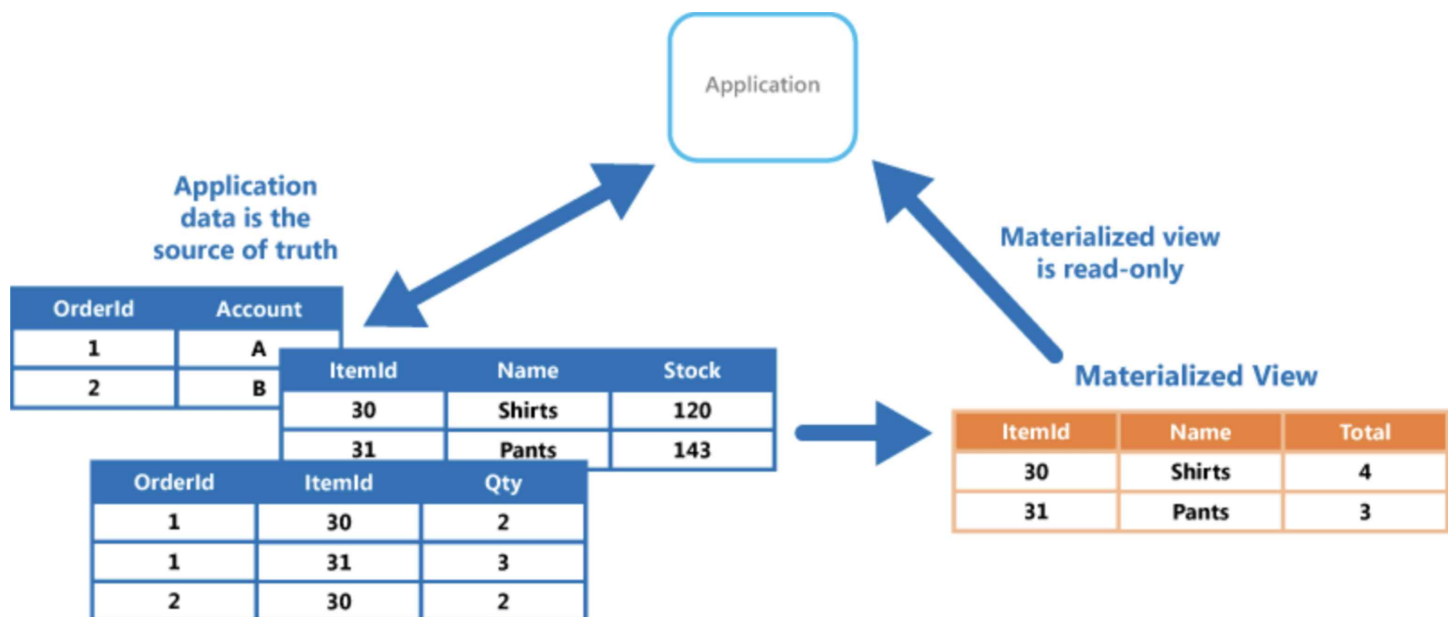 Application
Application
data is the
source of truth
Materialized view
is read-only
OrderId Account
1 A
2 B
ItemId Name Stock
30 Shirts 120
31 Pants 143
OrderId ItemId Qty
1 30 2
1 31 3
2 30 2
Materialized View
ItemId Name Total
30 Shirts 4
31 Pants 3